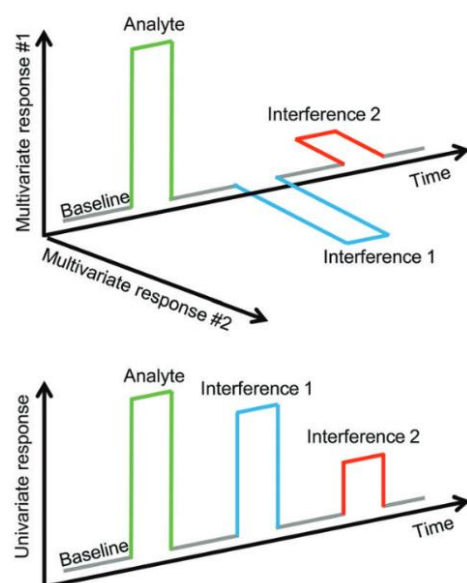 Multivariate response #1
Analyte
Interference 2
Baseline
Time
Interference 1
Multivariate response #2
Univariate response
Analyte
Interference 1
Interference 2
Baseline
Time